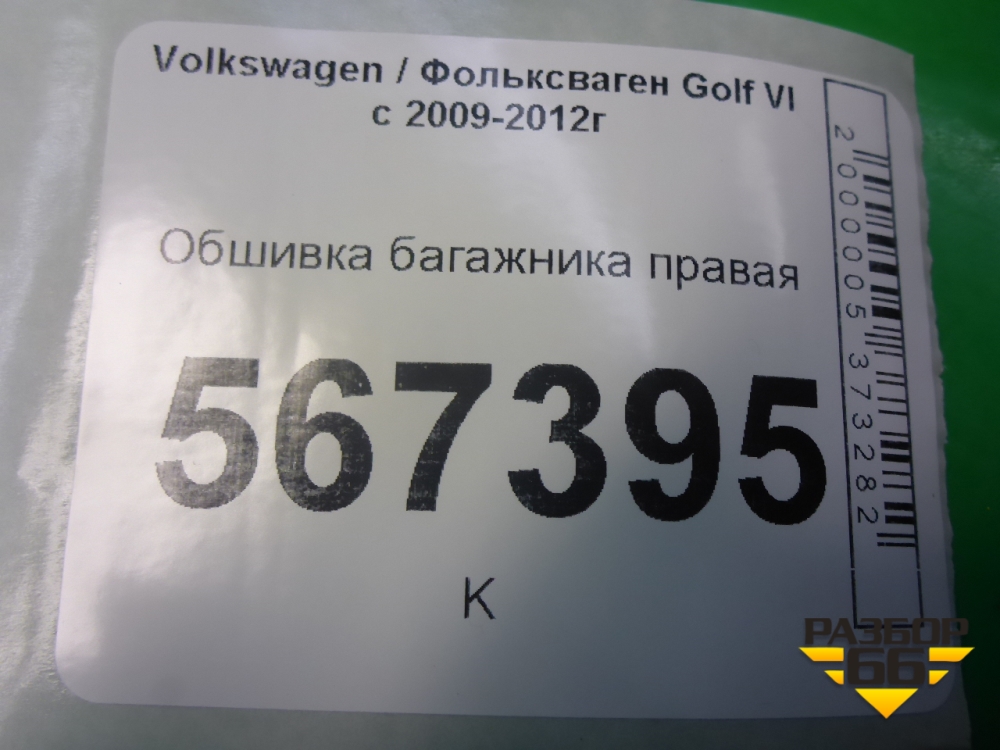 Volkswagen / Фольксваген Golf VI
с 2009-2012г
Обшивка багажника правая
567395
К
2000005373282
РАЗБОР
66